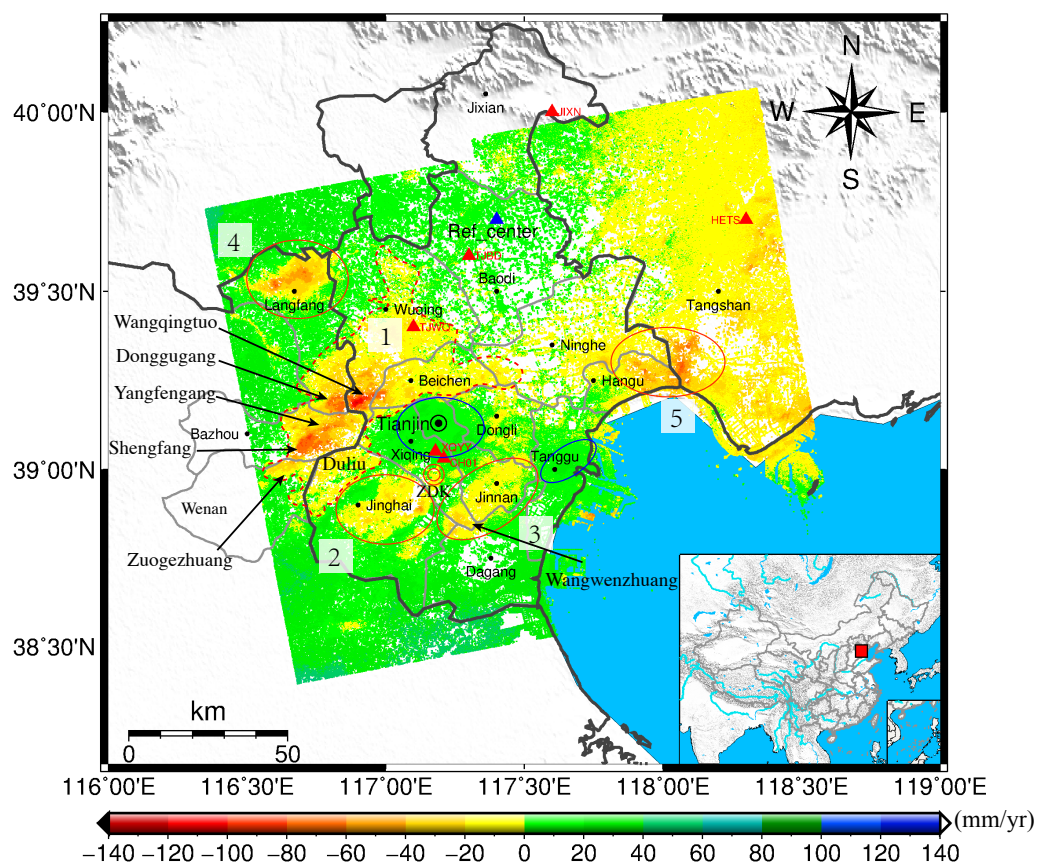 N
W E
S
40°00'N
39°30'N
39°00'N
38°30'N
Jixian
JIXN
HETS
4
Ref_center
TJBD
Baodi
Langfang
Wuqing
Tangshan
Wangqingtuo
1
TJWQ
Donggugang
Ninghe
Yangfengang
Beichen
Hangu
5
Tianjin
Dongli
Bazhou
Shengfang
XQYY
Xiqing
CH01
Tanggu
Duliu
ZDK
Jinnan
Jinghai
Wenan
3
Zuogezhuang
2
Dagang
Wangwenzhuang
km
0 50
116°00'E 116°30'E 117°00'E 117°30'E 118°00'E 118°30'E 119°00'E
(mm/yr)
−140 −120 −100 −80 −60 −40 −20 0 20 40 60 80 100 120 140